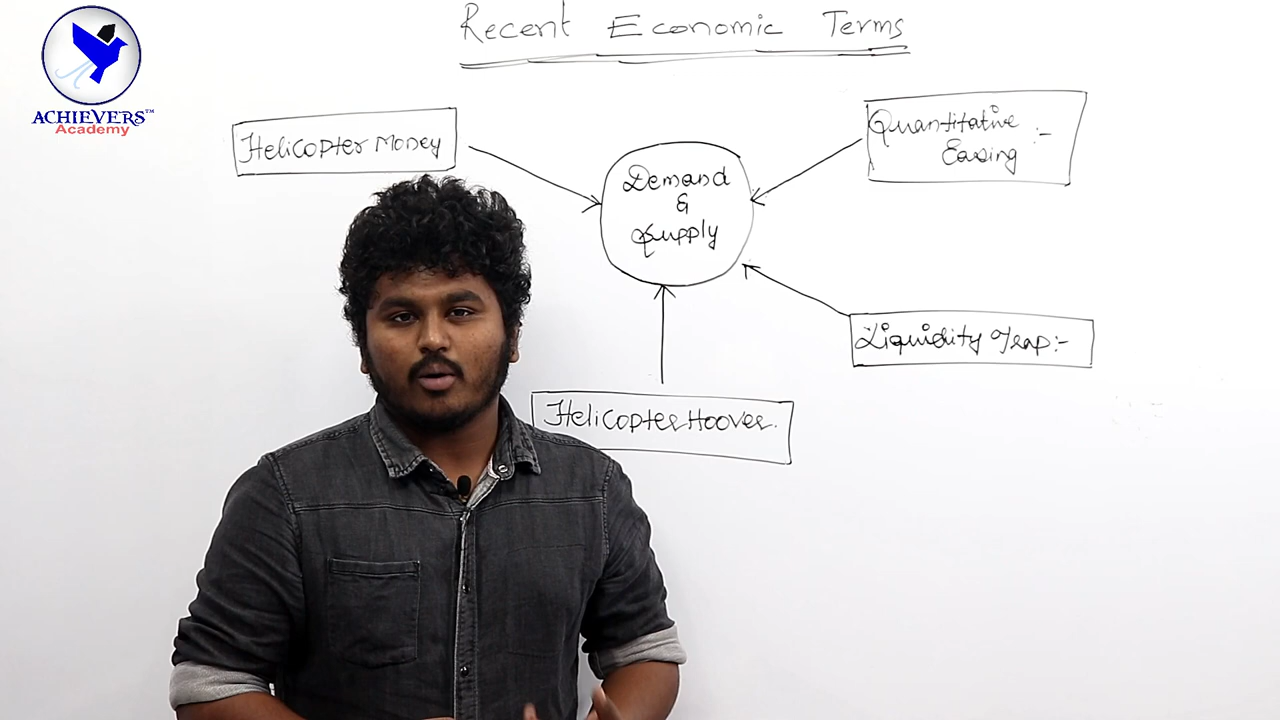 ACHIEVERS™
Academy
Recent Economic Terms
Helicopter Money
Quantitative :-
Easing
Demand
&
Supply
Liquidity Trap:-
Helicopter Hoover.